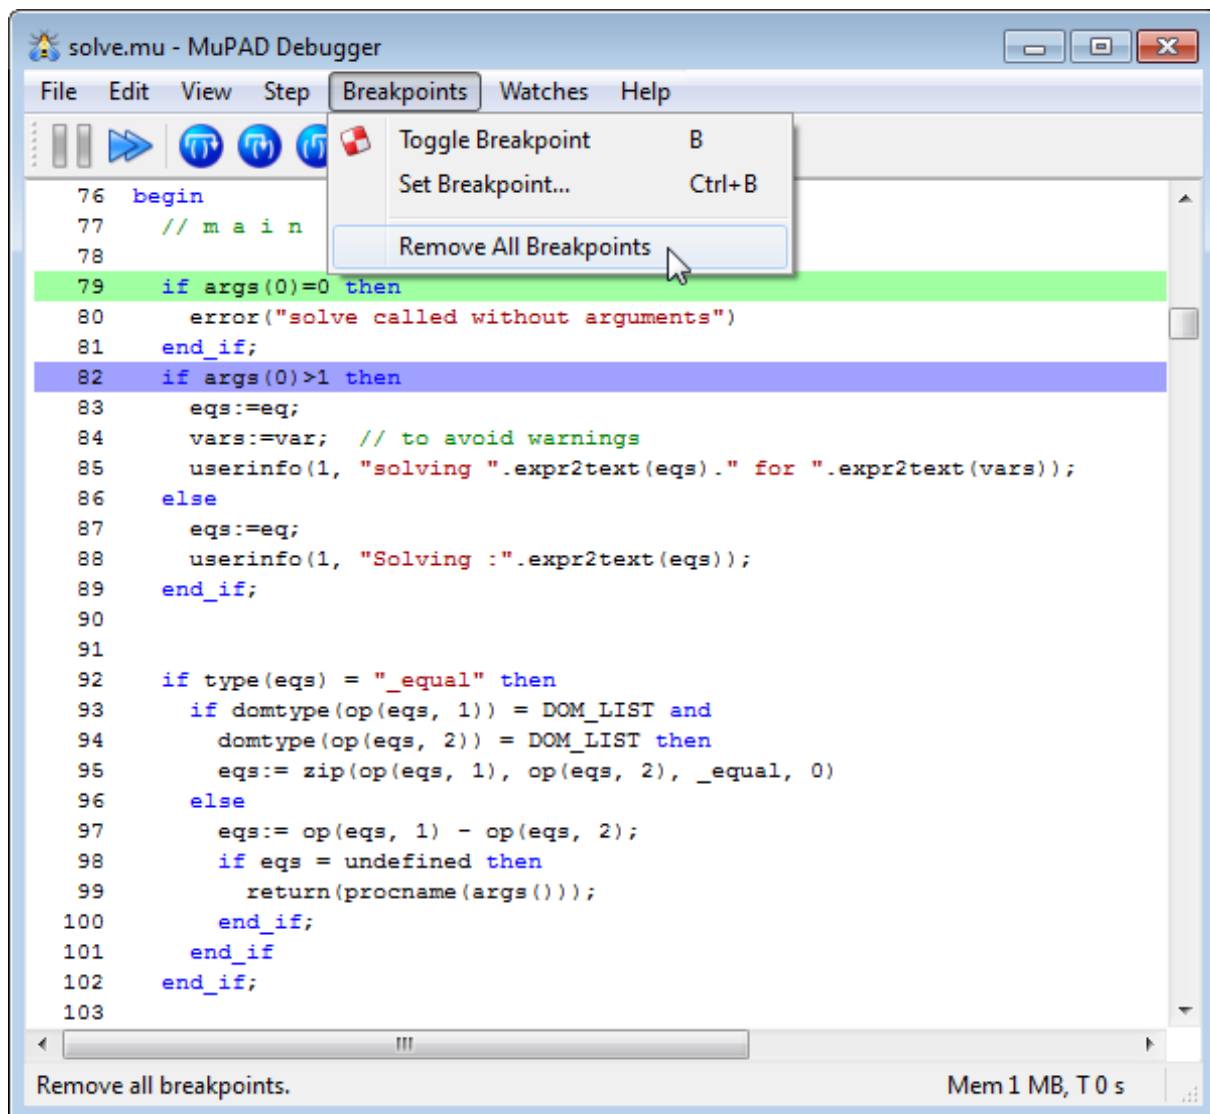 solve.mu - MuPAD Debugger
File Edit View Step Breakpoints Watches Help
Toggle Breakpoint B
Set Breakpoint... Ctrl+B
Remove All Breakpoints
76 begin
77 // m a i n
78
79 if args(0)=0 then
80 error("solve called without arguments")
81 end_if;
82 if args(0)>1 then
83 eqs:=eq;
84 vars:=var; // to avoid warnings
85 userinfo(1, "solving ".expr2text(eqs)." for ".expr2text(vars));
86 else
87 eqs:=eq;
88 userinfo(1, "Solving :".expr2text(eqs));
89 end_if;
90
91
92 if type(eqs) = "_equal" then
93 if domtype(op(eqs, 1)) = DOM_LIST and
94 domtype(op(eqs, 2)) = DOM_LIST then
95 eqs:= zip(op(eqs, 1), op(eqs, 2), _equal, 0)
96 else
97 eqs:= op(eqs, 1) - op(eqs, 2);
98 if eqs = undefined then
99 return(procname(args()));
100 end_if;
101 end_if
102 end_if;
103
Remove all breakpoints. Mem 1 MB, T 0 s